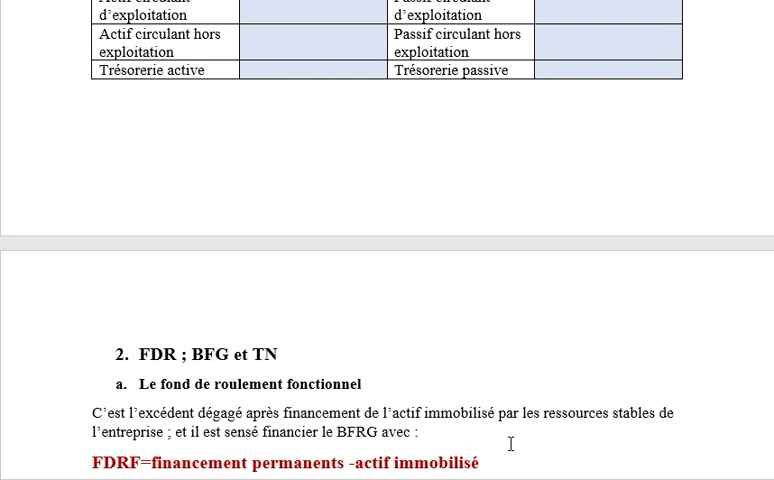 d’exploitation
d’exploitation
Actif circulant hors
exploitation
Passif circulant hors
exploitation
Trésorerie active
Trésorerie passive
2. FDR ; BFG et TN
a. Le fond de roulement fonctionnel
C’est l’excédent dégagé après financement de l’actif immobilisé par les ressources stables de
l’entreprise ; et il est sensé financier le BFRG avec :
FDRF=financement permanents -actif immobilisé